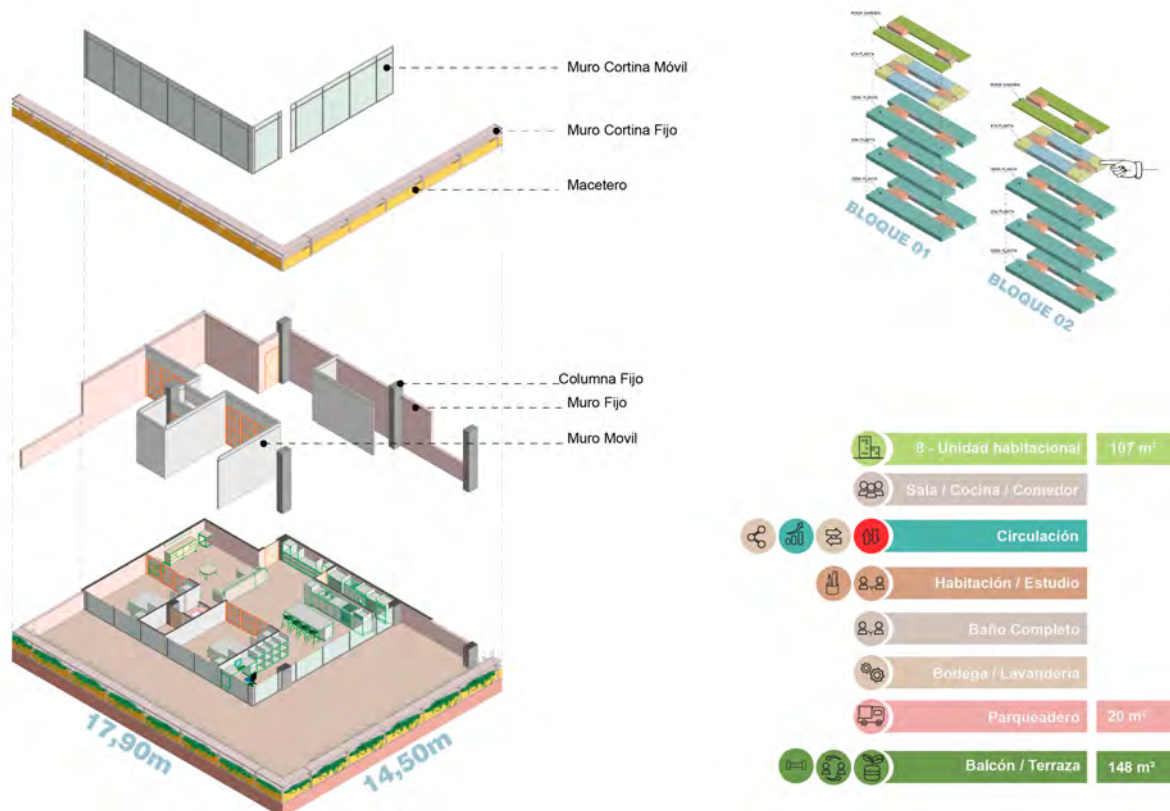 Muro Cortina Móvil
Muro Cortina Fijo
Macetero
Columna Fijo
Muro Fijo
Muro Movil
17,90m
14,50m
BLOQUE 01
BLOQUE 02
8 - Unidad habitacional 107 m²
Sala / Cocina / Comedor
Circulación
Habitación / Estudio
Baño Completo
Bodega / Lavandería
Parqueadero 20 m²
Balcón / Terraza 148 m²